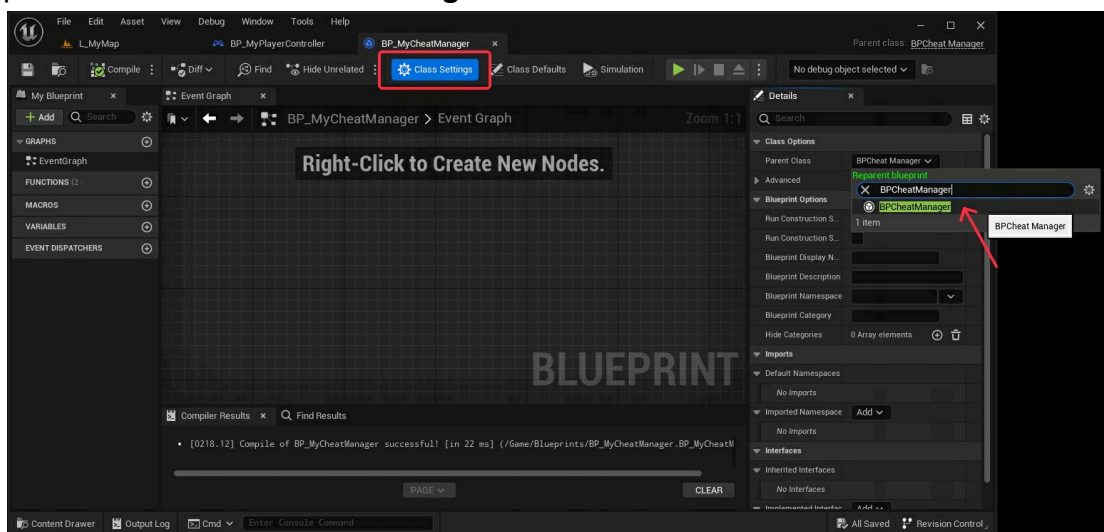 File Edit Asset View Debug Window Tools Help
L_MyMap BP_MyPlayerController BP_MyCheatManager Parent class: BPCheat Manager
Compile Diff Find Hide Unrelated Class Settings Class Defaults Simulation No debug object selected
My Blueprint Event Graph Details
+ Add Search BP_MyCheatManager > Event Graph Zoom 1:1 Search
GRAPHS Class Options
EventGraph Right-Click to Create New Nodes. Parent Class BPCheat Manager
Reparent blueprint
FUNCTIONS Advanced BPCheatManager
MACROS Blueprint Options BPCheatManager
VARIABLES Run Construction S... 1 item BPCheat Manager
EVENT DISPATCHERS Run Construction S...
Blueprint Display N...
Blueprint Description
Blueprint Namespace
Blueprint Category
Hide Categories 0 Array elements
BLUEPRINT Imports
Default Namespaces
No Imports
Compiler Results Find Results Imported Namespace Add
No Imports
• [0218.12] Compile of BP_MyCheatManager successful! [in 22 ms] (/Game/Blueprints/BP_MyCheatManager.BP_MyCheatM
Interfaces
Inherited Interfaces
PAGE CLEAR No Interfaces
Add
Content Drawer Output Log Cmd Enter Console Command All Saved Revision Control